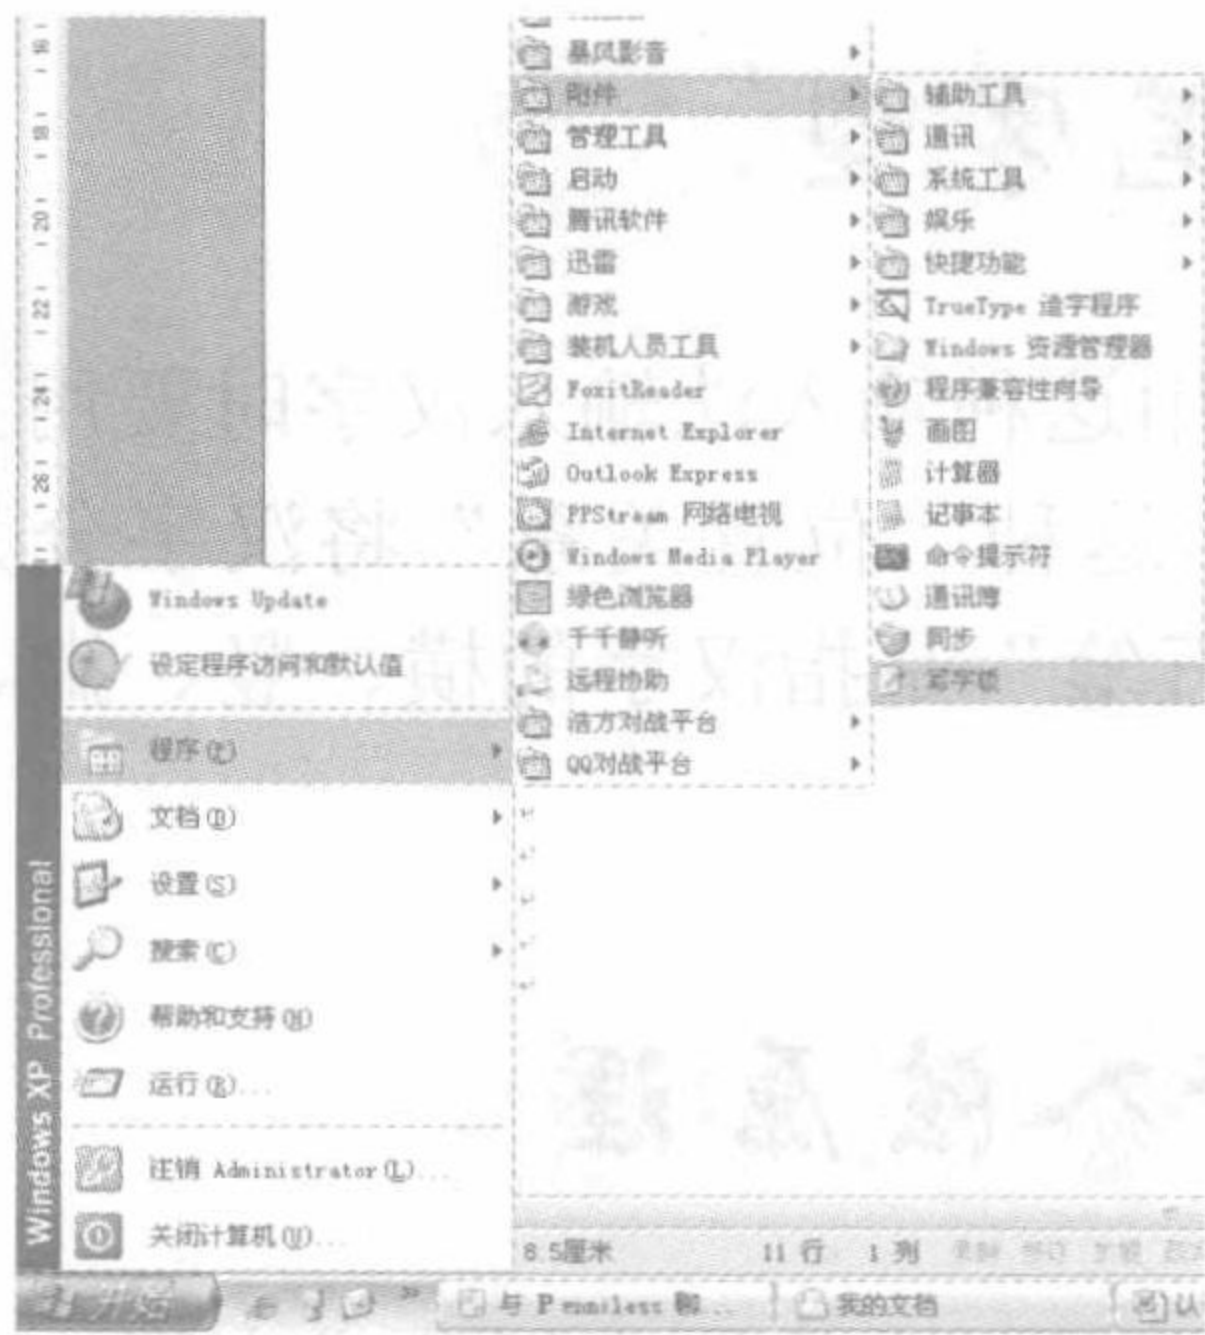 16
18
20
22
24
26
暴风影音
附件
管理工具
启动
腾讯软件
迅雷
游戏
装机人员工具
FoxitReader
Internet Explorer
Outlook Express
PPStream 网络电视
Windows Media Player
绿色浏览器
千千静听
远程协助
浩方对战平台
QQ对战平台
辅助工具
通讯
系统工具
娱乐
快捷功能
TrueType 造字程序
Windows 资源管理器
程序兼容性向导
画图
计算器
记事本
命令提示符
通讯簿
同步
写字板
Windows Update
设定程序访问和默认值
程序(P)
文档(D)
设置(S)
搜索(C)
帮助和支持(H)
运行(R)...
注销 Administrator(L)...
关闭计算机(U)...
Windows XP Professional
8.5厘米 11 行 1 列
开始
与 P 聊...
我的文档
认